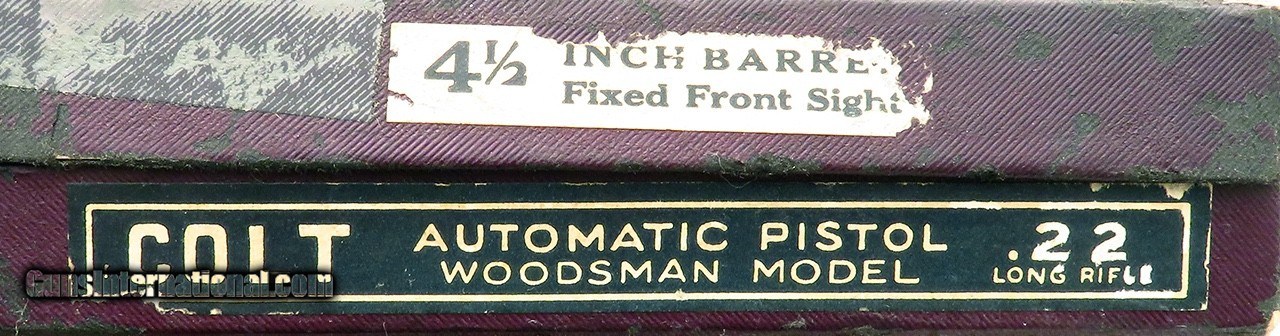 4½ INCH BARRE
Fixed Front Sight
COLT AUTOMATIC PISTOL .22
WOODSMAN MODEL LONG RIFLE
GunsInternational.com